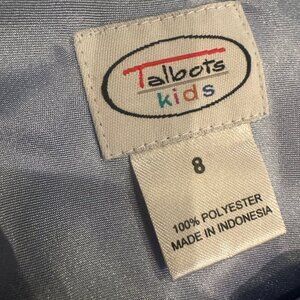 Talbots
kids
8
100% POLYESTER
MADE IN INDONESIA